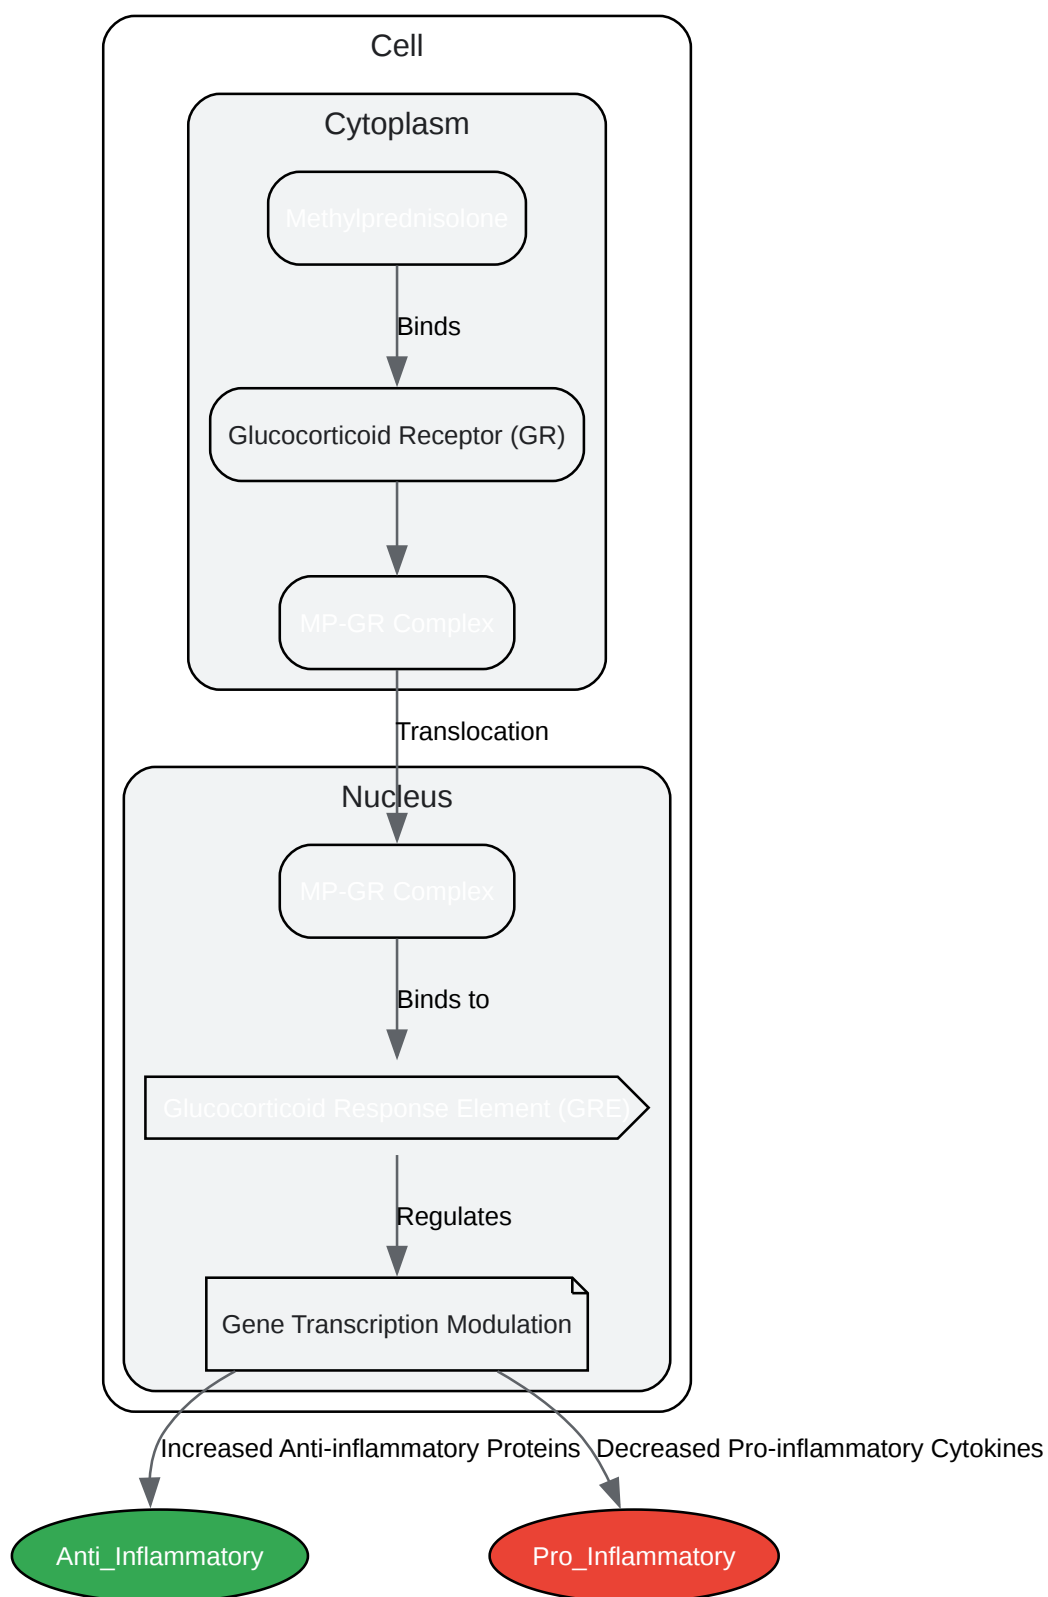 Cell
Cytoplasm
Methylprednisolone
Binds
Glucocorticoid Receptor (GR)
MP-GR Complex
Translocation
Nucleus
MP-GR Complex
Binds to
Glucocorticoid Response Element (GRE)
Regulates
Gene Transcription Modulation
Increased Anti-inflammatory Proteins
Decreased Pro-inflammatory Cytokines
Anti_Inflammatory
Pro_Inflammatory